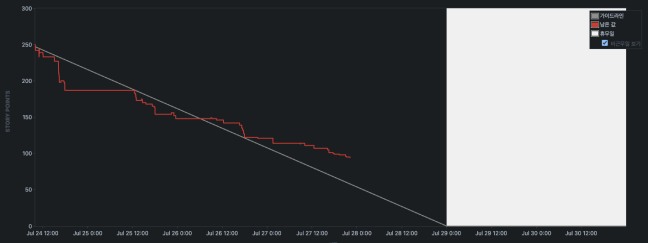 300
250
200
150
100
50
0
STORY POINTS
Jul 24 12:00
Jul 25 0:00
Jul 25 12:00
Jul 26 0:00
Jul 26 12:00
Jul 27 0:00
Jul 27 12:00
Jul 28 0:00
Jul 28 12:00
Jul 29 0:00
Jul 29 12:00
Jul 30 0:00
Jul 30 12:00
가이드라인
남은 값
휴무일